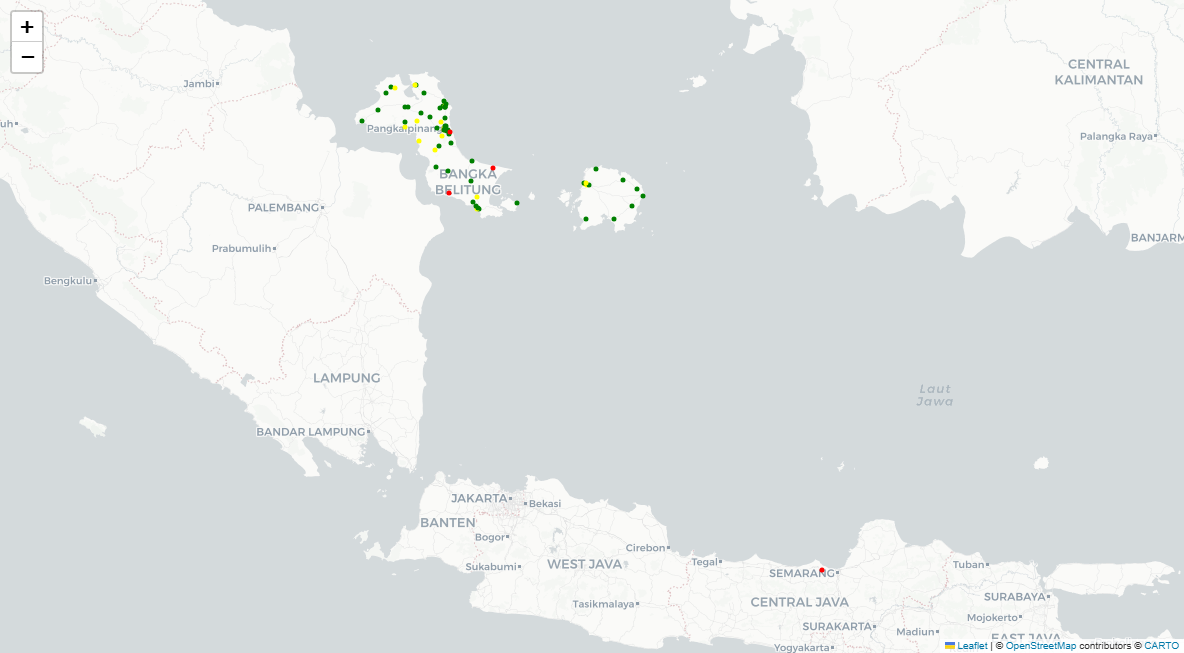 +
−
CENTRAL
KALIMANTAN
Jambi
uh
Pangkalpinang
Palangka Raya
BANGKA
BELITUNG
PALEMBANG
BANJARM
Prabumulih
Bengkulu
LAMPUNG
Laut
Jawa
BANDAR LAMPUNG
JAKARTA
Bekasi
BANTEN
Bogor
Cirebon
WEST JAVA
Tegal
Tuban
Sukabumi
SEMARANG
SURABAYA
Tasikmalaya
CENTRAL JAVA
Mojokerto
SURAKARTA
Madiun
EAST JAVA
Yogyakarta
Leaflet | © OpenStreetMap contributors © CARTO